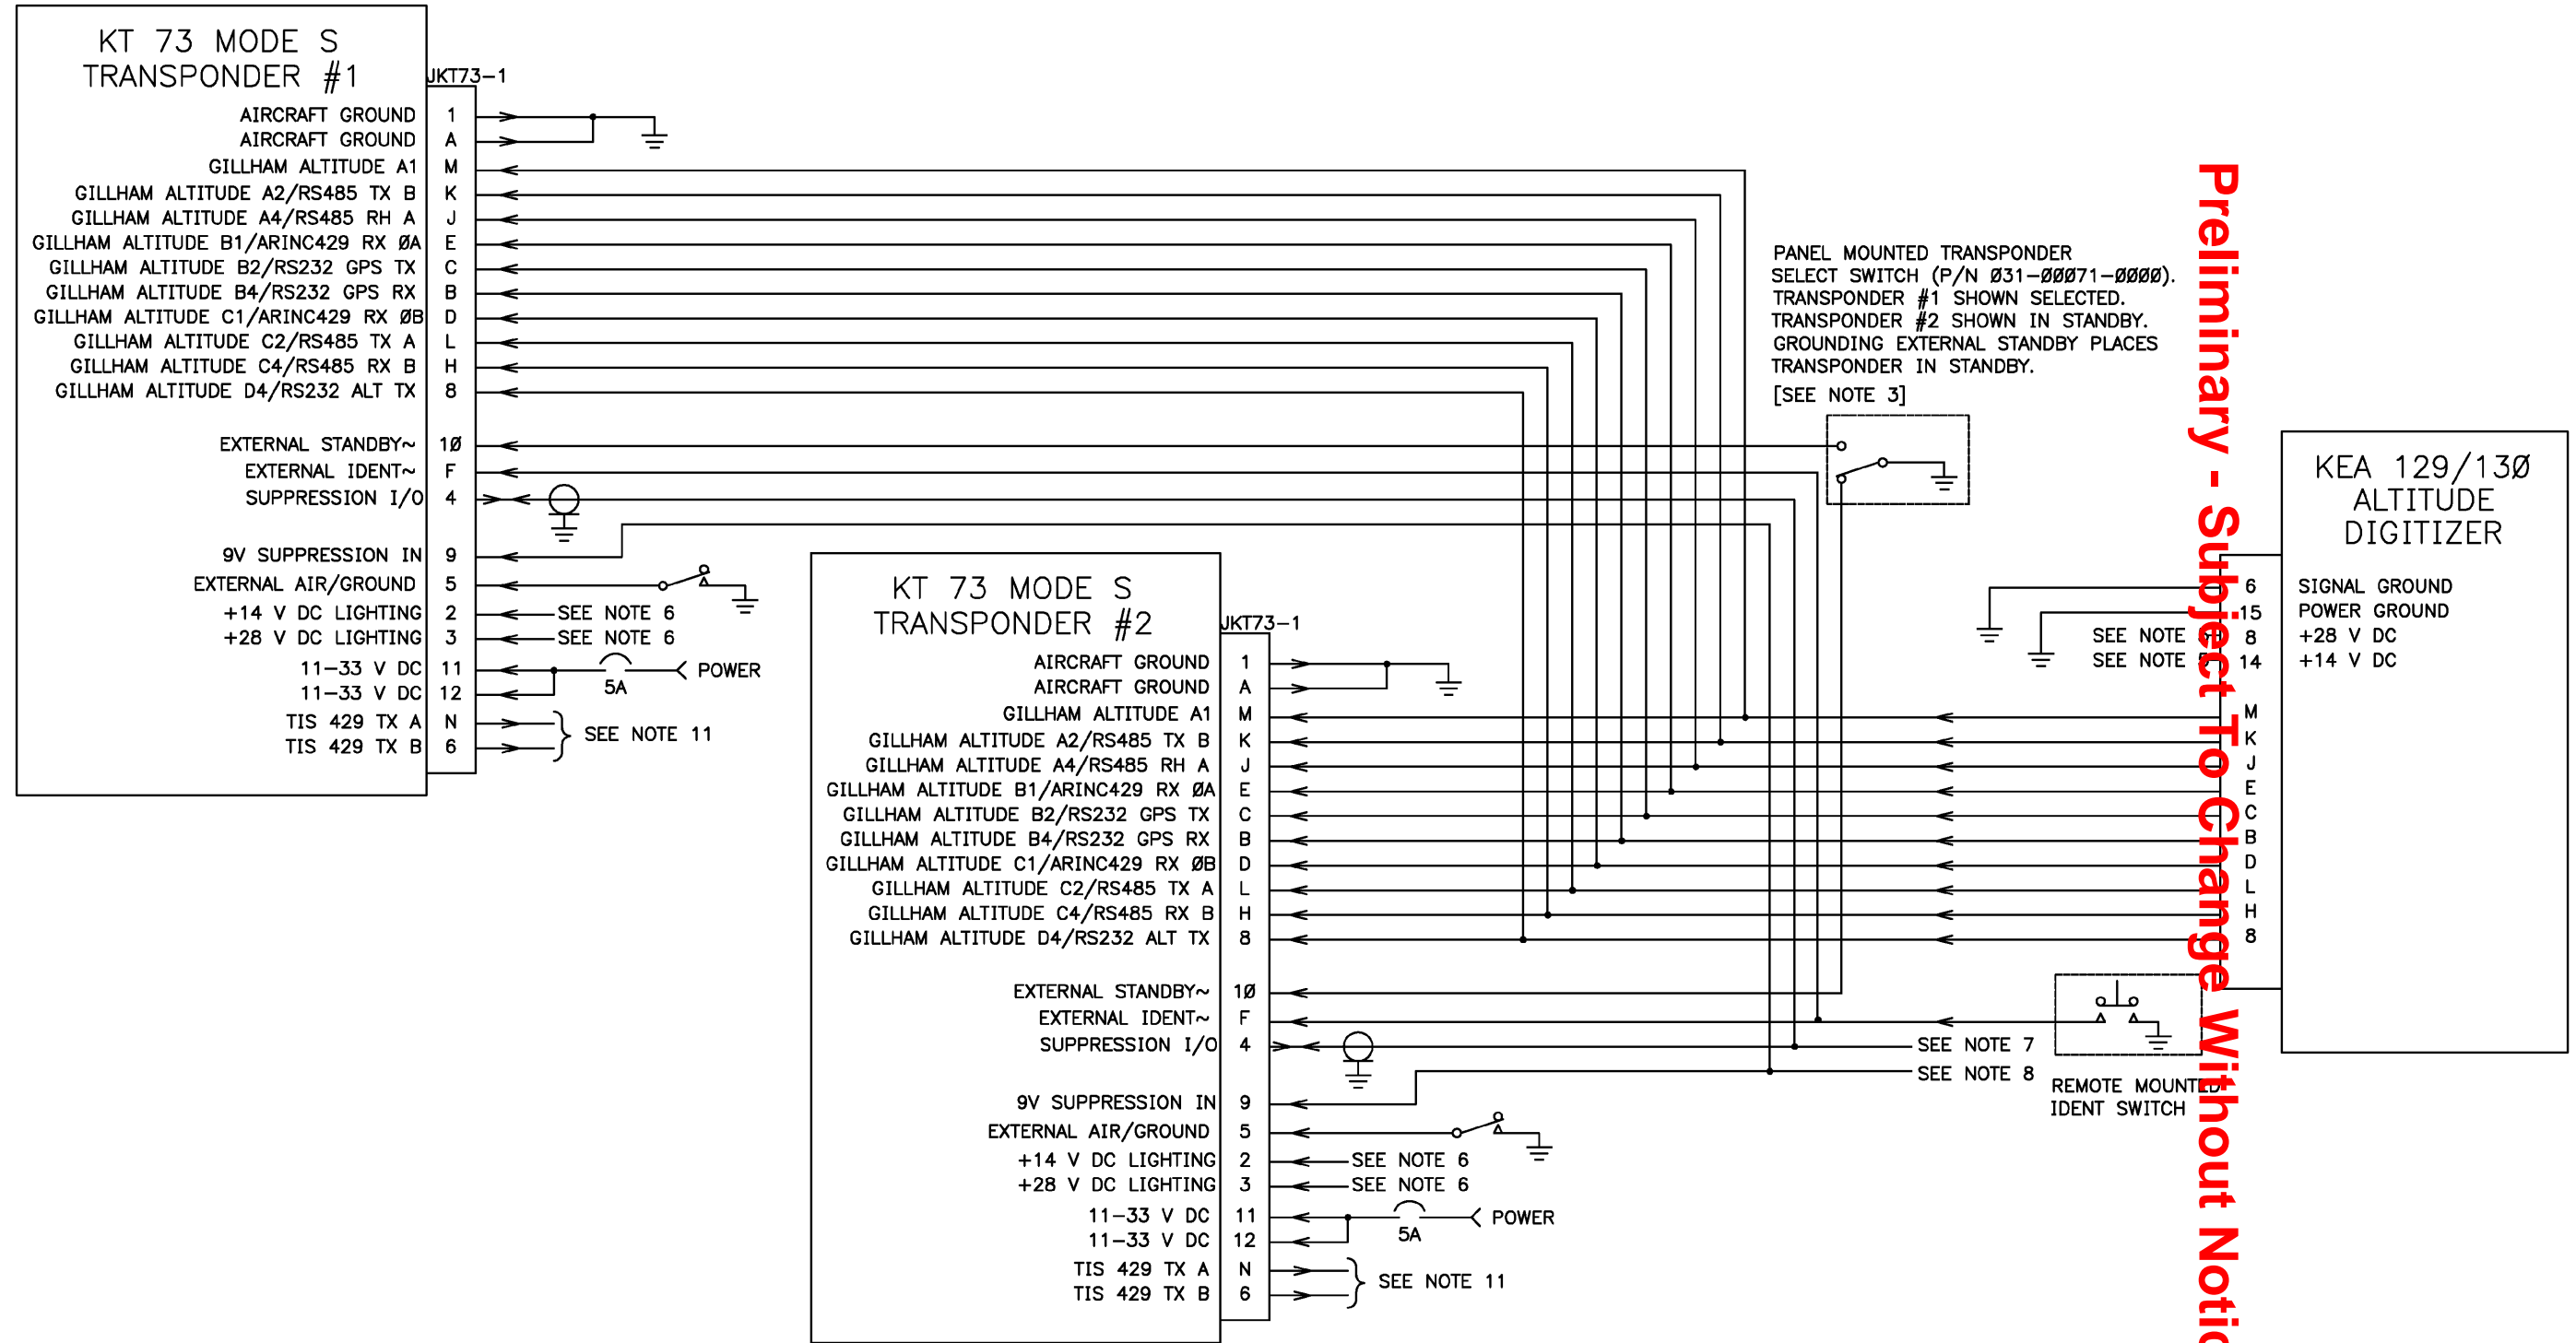 KT 73 MODE S
TRANSPONDER #1
JKT73-1
AIRCRAFT GROUND 1
AIRCRAFT GROUND A
GILLHAM ALTITUDE A1 M
GILLHAM ALTITUDE A2/RS485 TX B K
GILLHAM ALTITUDE A4/RS485 RH A J
GILLHAM ALTITUDE B1/ARINC429 RX ØA E
GILLHAM ALTITUDE B2/RS232 GPS TX C
GILLHAM ALTITUDE B4/RS232 GPS RX B
GILLHAM ALTITUDE C1/ARINC429 RX ØB D
GILLHAM ALTITUDE C2/RS485 TX A L
GILLHAM ALTITUDE C4/RS485 RX B H
GILLHAM ALTITUDE D4/RS232 ALT TX 8
EXTERNAL STANDBY~ 1Ø
EXTERNAL IDENT~ F
SUPPRESSION I/O 4
9V SUPPRESSION IN 9
EXTERNAL AIR/GROUND 5
+14 V DC LIGHTING 2 SEE NOTE 6
+28 V DC LIGHTING 3 SEE NOTE 6
11-33 V DC 11 POWER
5A
11-33 V DC 12
TIS 429 TX A N
SEE NOTE 11
TIS 429 TX B 6
PANEL MOUNTED TRANSPONDER
SELECT SWITCH (P/N Ø31-ØØØ71-ØØØØ).
TRANSPONDER #1 SHOWN SELECTED.
TRANSPONDER #2 SHOWN IN STANDBY.
GROUNDING EXTERNAL STANDBY PLACES
TRANSPONDER IN STANDBY.
[SEE NOTE 3]
KT 73 MODE S
TRANSPONDER #2
JKT73-1
AIRCRAFT GROUND 1
AIRCRAFT GROUND A
GILLHAM ALTITUDE A1 M
GILLHAM ALTITUDE A2/RS485 TX B K
GILLHAM ALTITUDE A4/RS485 RH A J
GILLHAM ALTITUDE B1/ARINC429 RX ØA E
GILLHAM ALTITUDE B2/RS232 GPS TX C
GILLHAM ALTITUDE B4/RS232 GPS RX B
GILLHAM ALTITUDE C1/ARINC429 RX ØB D
GILLHAM ALTITUDE C2/RS485 TX A L
GILLHAM ALTITUDE C4/RS485 RX B H
GILLHAM ALTITUDE D4/RS232 ALT TX 8
EXTERNAL STANDBY~ 1Ø
EXTERNAL IDENT~ F
SUPPRESSION I/O 4 SEE NOTE 7
SEE NOTE 8
9V SUPPRESSION IN 9
EXTERNAL AIR/GROUND 5
+14 V DC LIGHTING 2 SEE NOTE 6
+28 V DC LIGHTING 3 SEE NOTE 6
11-33 V DC 11 POWER
5A
11-33 V DC 12
TIS 429 TX A N
SEE NOTE 11
TIS 429 TX B 6
KEA 129/13Ø
ALTITUDE
DIGITIZER
6 SIGNAL GROUND
15 POWER GROUND
SEE NOTE 8 +28 V DC
SEE NOTE 14 +14 V DC
M
K
J
E
C
B
D
L
H
8
REMOTE MOUNTED
IDENT SWITCH
Preliminary - Subject To Change Without